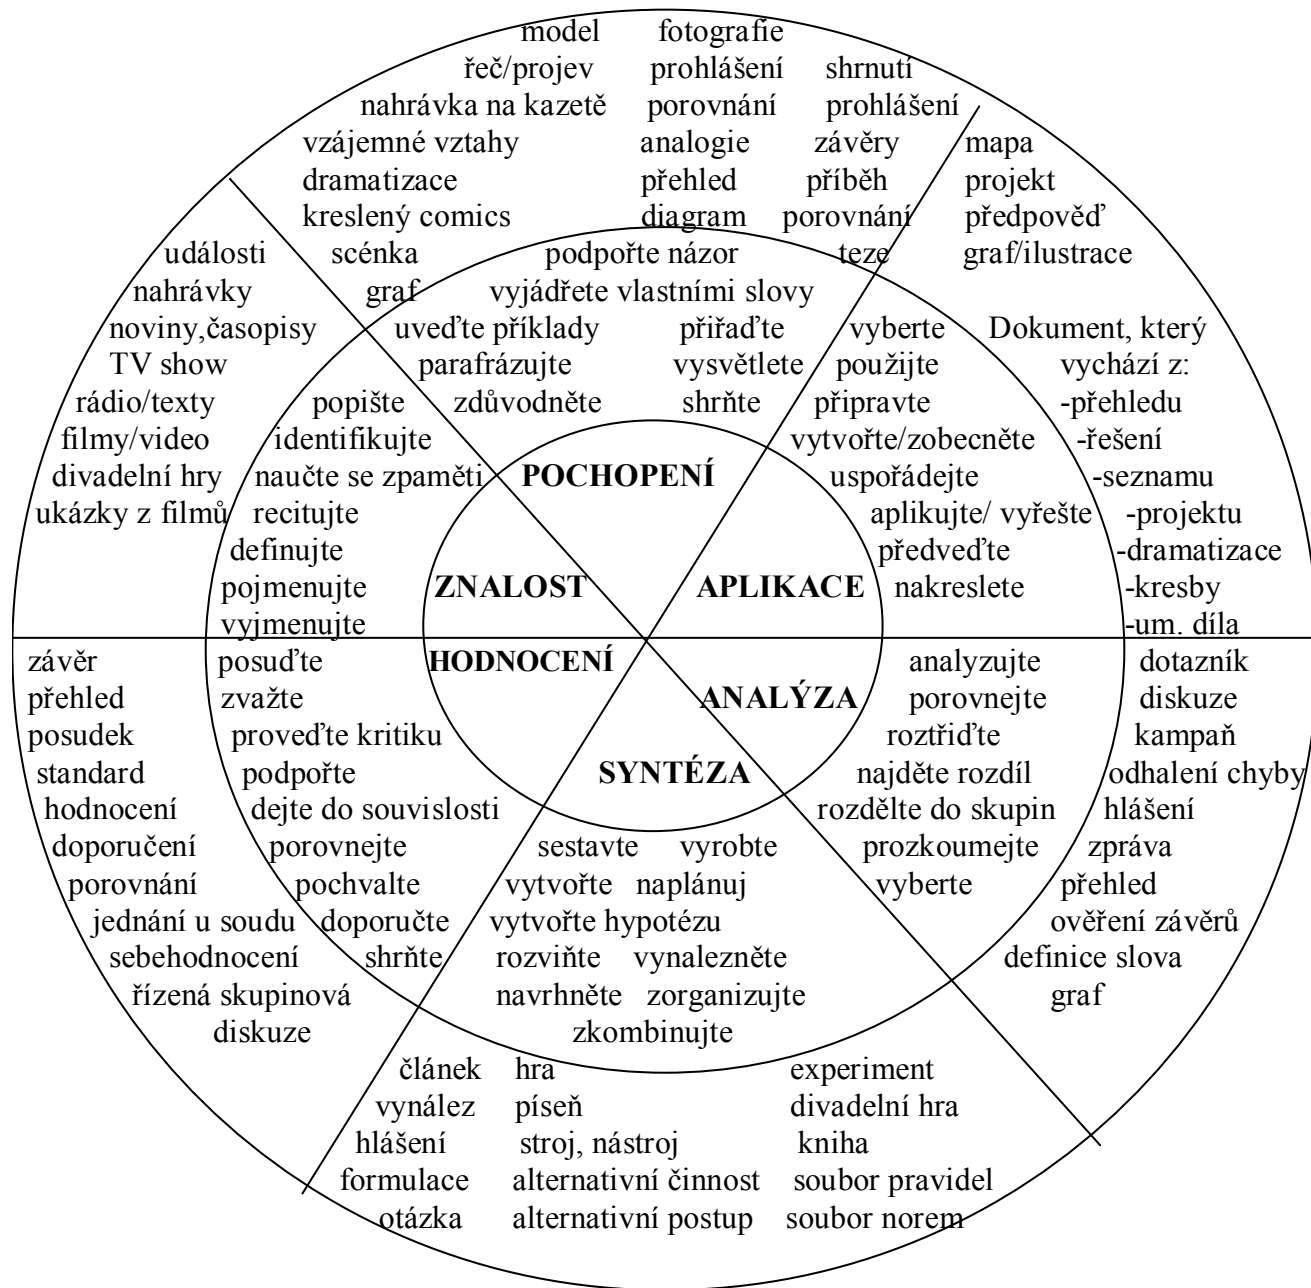 model fotografie
řeč/projev prohlášení shrnutí
nahrávka na kazetě porovnání prohlášení
vzájemné vztahy analogie závěry mapa
dramatizace přehled příběh projekt
kreslený comics diagram porovnání předpověď
události scénka podpořte názor teze graf/ilustrace
nahrávky graf vyjádřete vlastními slovy
noviny,časopisy uveďte příklady přiřaďte vyberte Dokument, který
TV show parafrázujte vysvětlete použijte vychází z:
rádio/texty popište zdůvodněte shrňte připravte -přehledu
filmy/video identifikujte vytvořte/zobecněte -řešení
divadelní hry naučte se zpaměti POCHOPENÍ uspořádejte -seznamu
ukázky z filmů recitujte aplikujte/ vyřešte -projektu
definujte předveďte -dramatizace
pojmenujte ZNALOST APLIKACE nakreslete -kresby
vyjmenujte -um. díla
závěr posuďte HODNOCENÍ analyzujte dotazník
přehled zvažte ANALÝZA porovnejte diskuze
posudek proveďte kritiku roztřiďte kampaň
standard podpořte SYNTÉZA najděte rozdíl odhalení chyby
hodnocení dejte do souvislosti rozdělte do skupin hlášení
doporučení porovnejte sestavte vyrobte prozkoumejte zpráva
porovnání pochvalte vytvořte naplánuj vyberte přehled
jednání u soudu doporučte vytvořte hypotézu ověření závěrů
sebehodnocení shrňte rozviňte vynalezněte definice slova
řízená skupinová navrhněte zorganizujte graf
diskuze zkombinujte
článek hra experiment
vynález píseň divadelní hra
hlášení stroj, nástroj kniha
formulace alternativní činnost soubor pravidel
otázka alternativní postup soubor norem